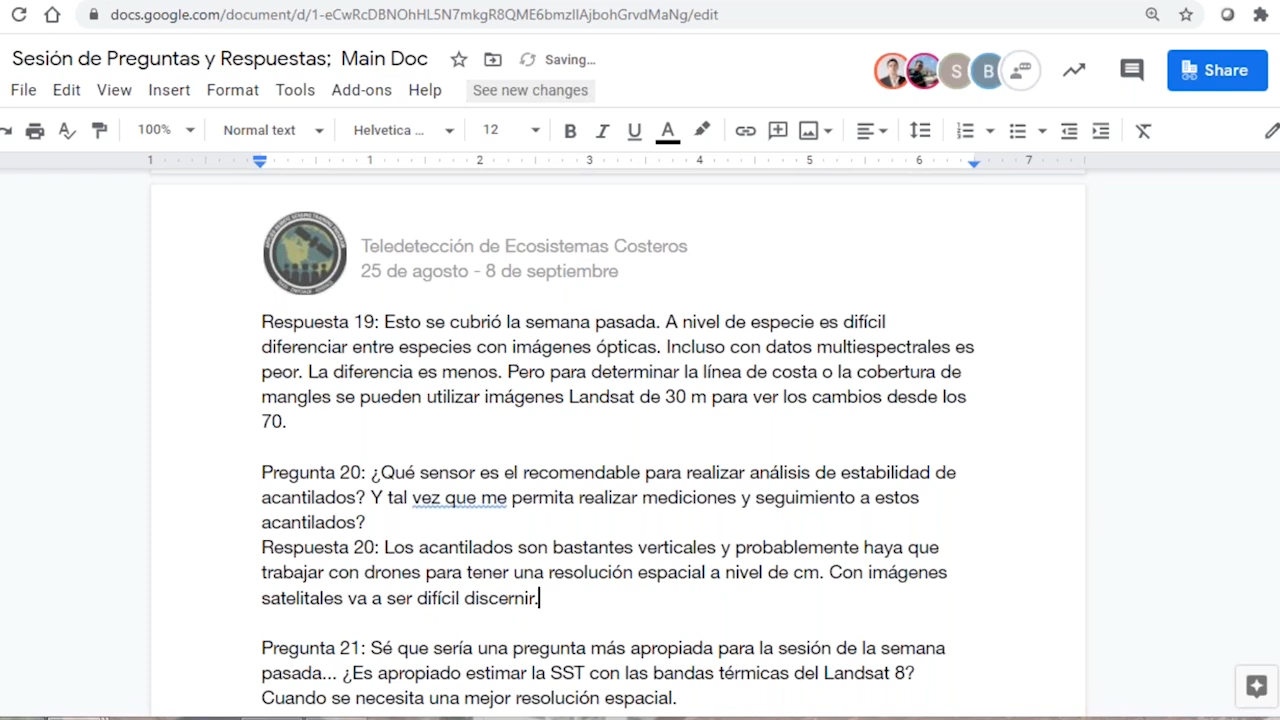 docs.google.com/document/d/1-eCwRcDBNOhHL5N7mkgR8QME6bmzlIAjbohGrvdMaNg/edit
Sesión de Preguntas y Respuestas; Main Doc
Saving...
S
B
Share
File Edit View Insert Format Tools Add-ons Help See new changes
100% Normal text Helvetica ... 12 B I U A
1 1 2 3 4 5 6 7
Teledetección de Ecosistemas Costeros
25 de agosto - 8 de septiembre
Respuesta 19: Esto se cubrió la semana pasada. A nivel de especie es difícil
diferenciar entre especies con imágenes ópticas. Incluso con datos multiespectrales es
peor. La diferencia es menos. Pero para determinar la línea de costa o la cobertura de
mangles se pueden utilizar imágenes Landsat de 30 m para ver los cambios desde los
70.
Pregunta 20: ¿Qué sensor es el recomendable para realizar análisis de estabilidad de
acantilados? Y tal vez que me permita realizar mediciones y seguimiento a estos
acantilados?
Respuesta 20: Los acantilados son bastantes verticales y probablemente haya que
trabajar con drones para tener una resolución espacial a nivel de cm. Con imágenes
satelitales va a ser difícil discernir.
Pregunta 21: Sé que sería una pregunta más apropiada para la sesión de la semana
pasada... ¿Es apropiado estimar la SST con las bandas térmicas del Landsat 8?
Cuando se necesita una mejor resolución espacial.